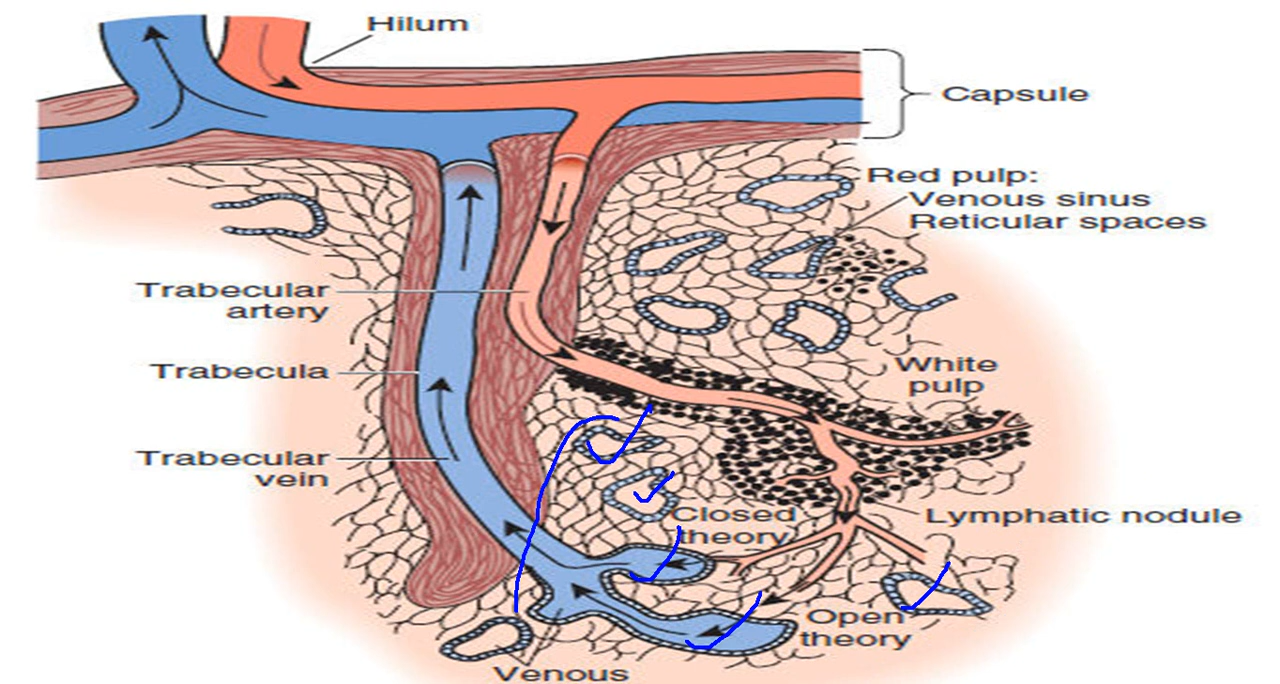 Hilum
Capsule
Red pulp:
Venous sinus
Reticular spaces
Trabecular
artery
White
pulp
Trabecula
Trabecular
vein
Closed
theory
Lymphatic nodule
Open
theory
Venous